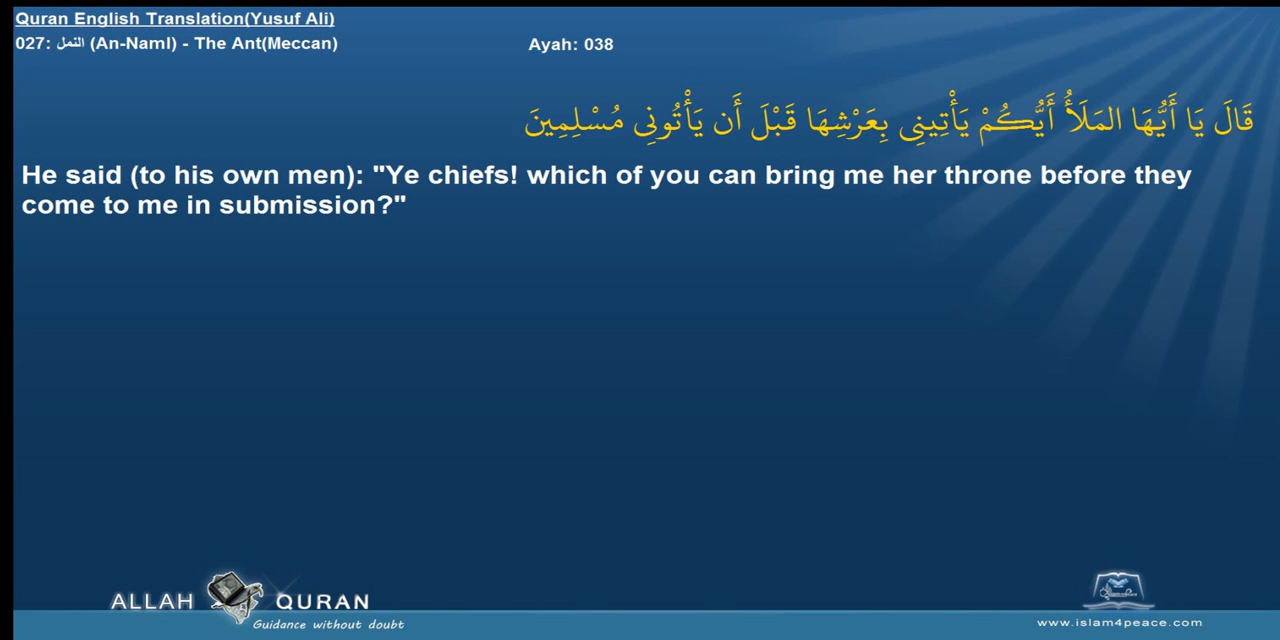 Quran English Translation(Yusuf Ali)
027: النمل (An-Naml) - The Ant(Meccan)
Ayah: 038
قَالَ يَا أَيُّهَا المَلَأُ أَيُّكُمْ يَأْتِينِي بِعَرْشِهَا قَبْلَ أَن يَأْتُونِي مُسْلِمِينَ
He said (to his own men): "Ye chiefs! which of you can bring me her throne before they
come to me in submission?"
ALLAH QURAN
Guidance without doubt
www.islam4peace.com